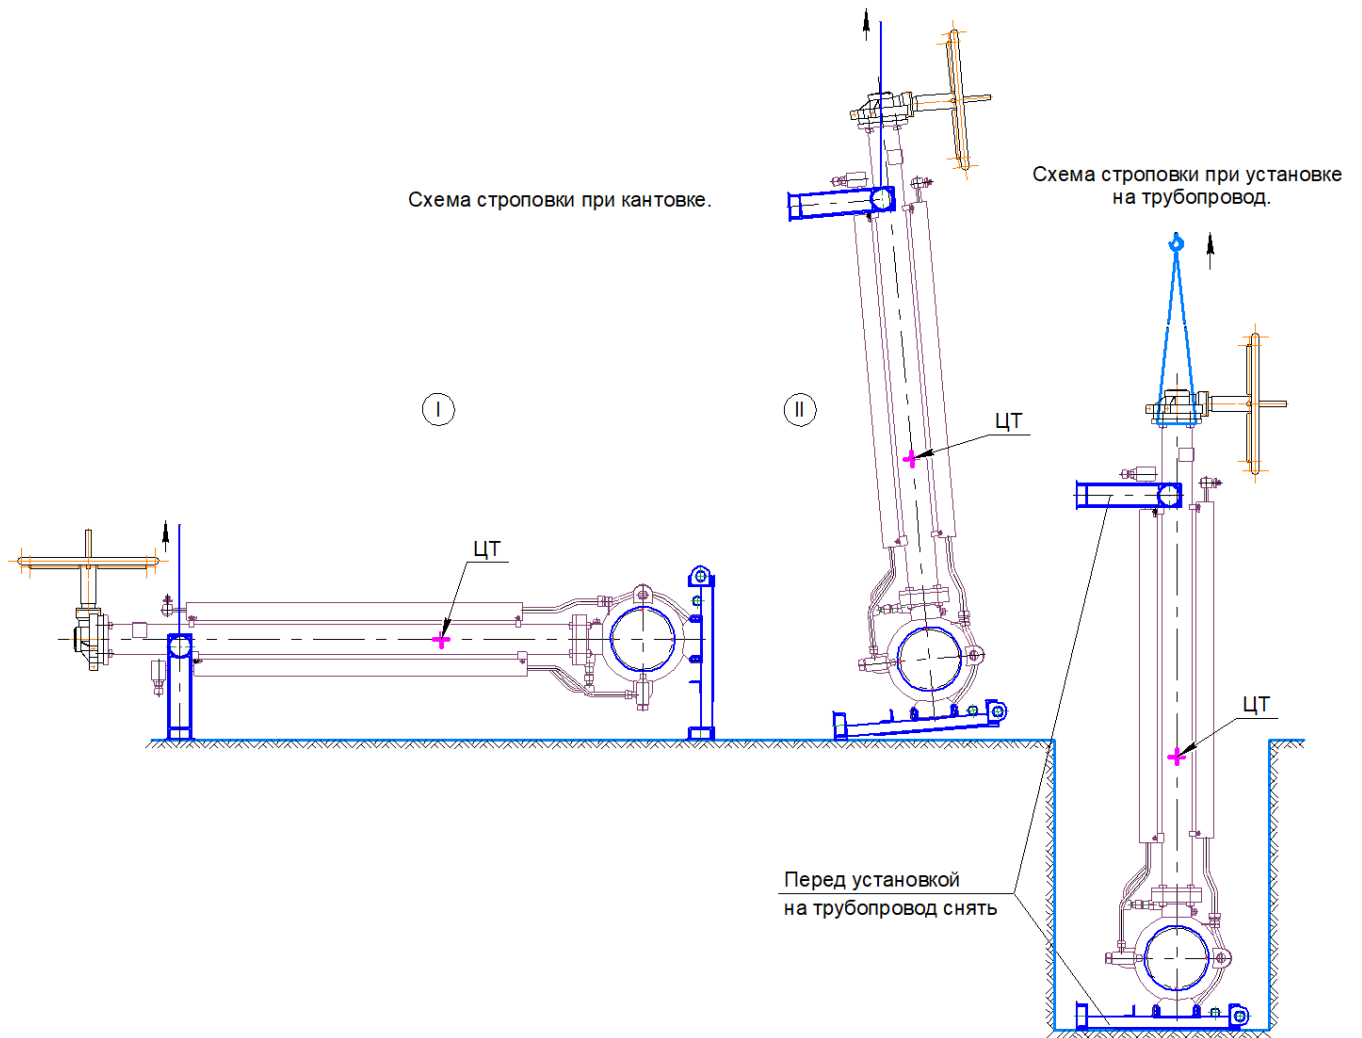 Схема строповки при кантовке.
Схема строповки при установке
на трубопровод.
I
II
ЦТ
ЦТ
ЦТ
Перед установкой
на трубопровод снять